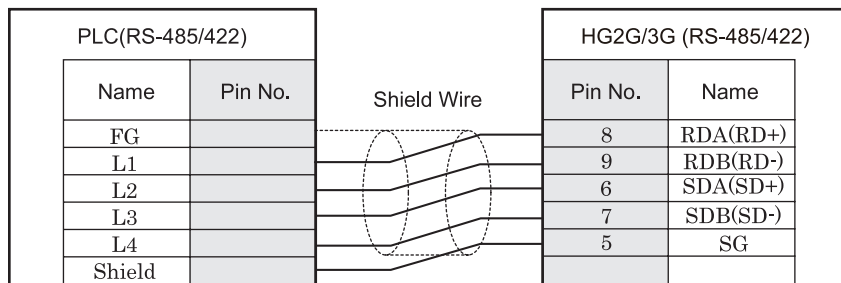 PLC(RS-485/422) HG2G/3G (RS-485/422)
Name Pin No. Shield Wire Pin No. Name
FG 8 RDA(RD+)
L1 9 RDB(RD-)
L2 6 SDA(SD+)
L3 7 SDB(SD-)
L4 5 SG
Shield